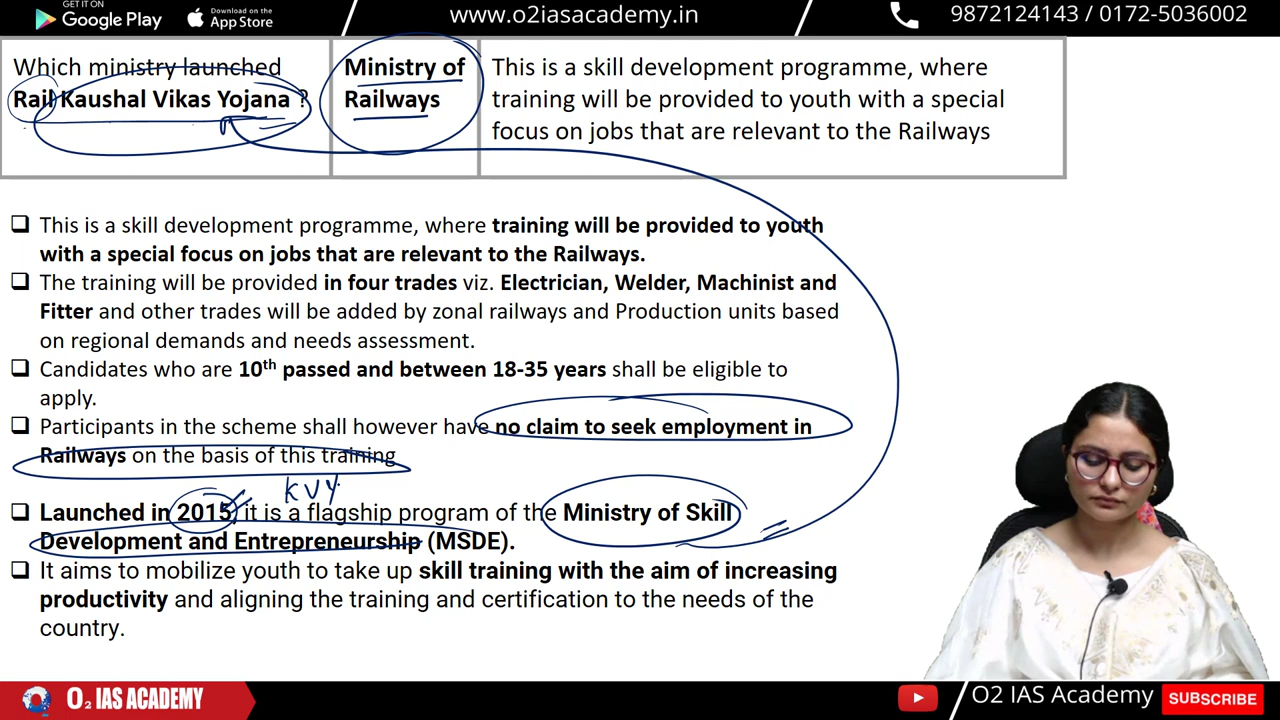 GET IT ON
Google Play
Download on the
App Store
www.o2iasacademy.in
9872124143 / 0172-5036002
Which ministry launched
Rail Kaushal Vikas Yojana ?
Ministry of
Railways
This is a skill development programme, where
training will be provided to youth with a special
focus on jobs that are relevant to the Railways
❑ This is a skill development programme, where training will be provided to youth
with a special focus on jobs that are relevant to the Railways.
❑ The training will be provided in four trades viz. Electrician, Welder, Machinist and
Fitter and other trades will be added by zonal railways and Production units based
on regional demands and needs assessment.
❑ Candidates who are 10th passed and between 18-35 years shall be eligible to
apply.
❑ Participants in the scheme shall however have no claim to seek employment in
Railways on the basis of this training
KVY
❑ Launched in 2015, it is a flagship program of the Ministry of Skill
Development and Entrepreneurship (MSDE).
❑ It aims to mobilize youth to take up skill training with the aim of increasing
productivity and aligning the training and certification to the needs of the
country.
O2 IAS ACADEMY
O2 IAS Academy
SUBSCRIBE